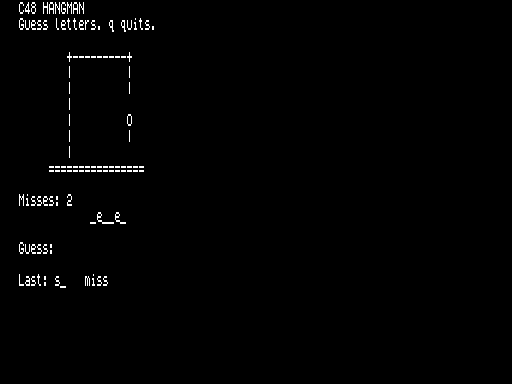 C48 HANGMAN
Guess letters. q quits.
+---------+
|         |
|         |
|
|         O
|         |
|
================
Misses: 2
_e__e_
Guess:
Last: s_   miss